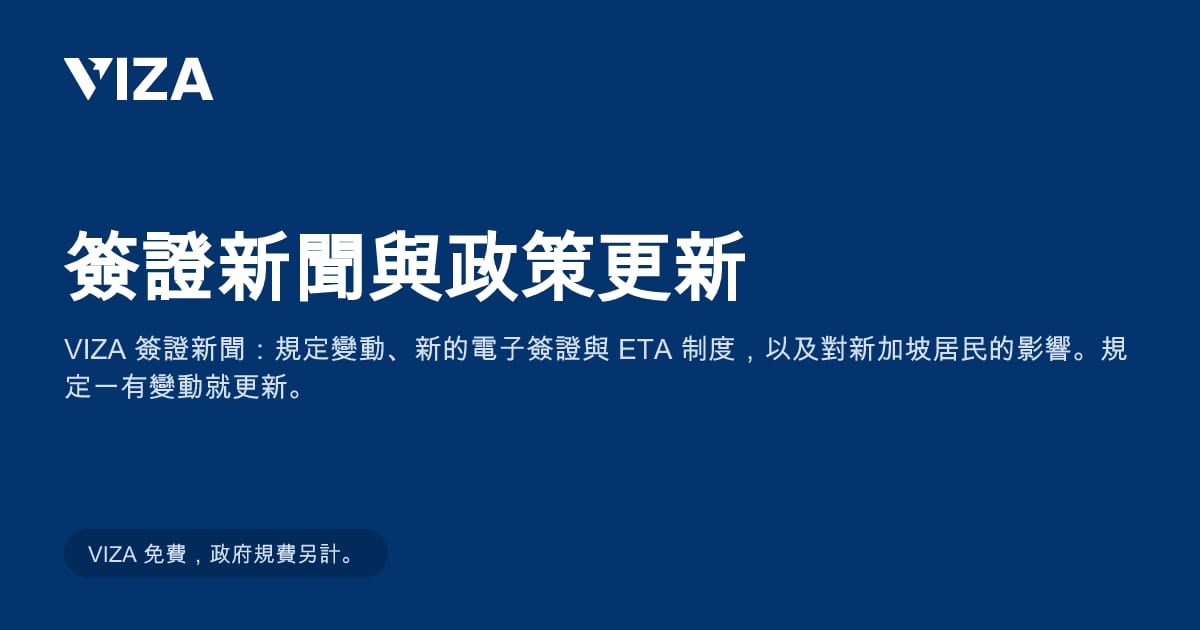 VIZA
簽證新聞與政策更新
VIZA 簽證新聞：規定變動、新的電子簽證與 ETA 制度，以及對新加坡居民的影響。規
定一有變動就更新。
VIZA 免費，政府規費另計。